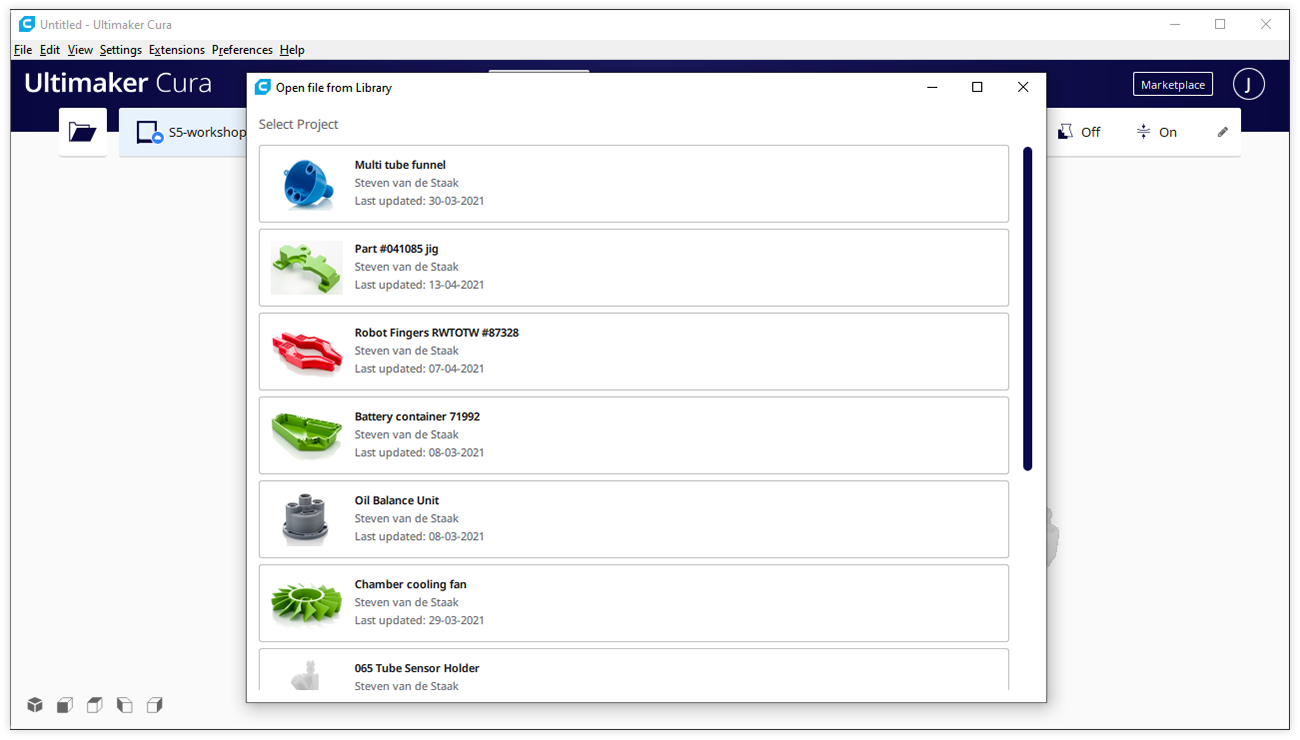 Untitled - Ultimaker Cura
File Edit View Settings Extensions Preferences Help
Ultimaker Cura
Marketplace
J
S5-workshop
Off
On
Open file from Library
Select Project
Multi tube funnel
Steven van de Staak
Last updated: 30-03-2021
Part #041085 jig
Steven van de Staak
Last updated: 13-04-2021
Robot Fingers RWTOTW #87328
Steven van de Staak
Last updated: 07-04-2021
Battery container 71992
Steven van de Staak
Last updated: 08-03-2021
Oil Balance Unit
Steven van de Staak
Last updated: 08-03-2021
Chamber cooling fan
Steven van de Staak
Last updated: 29-03-2021
065 Tube Sensor Holder
Steven van de Staak